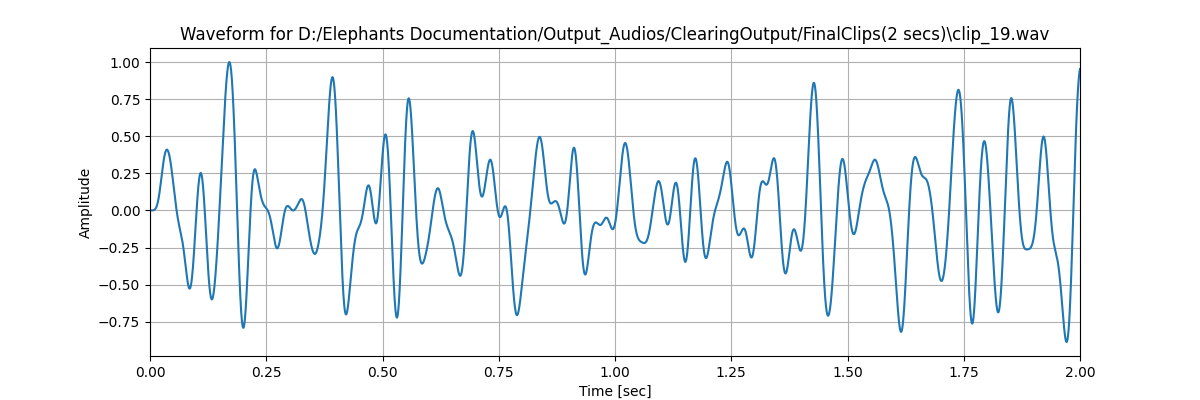 Waveform for D:/Elephants Documentation/Output_Audios/ClearingOutput/FinalClips(2 secs)\clip_19.wav
1.00
0.75
0.50
0.25
0.00
−0.25
−0.50
−0.75
Amplitude
0.00 0.25 0.50 0.75 1.00 1.25 1.50 1.75 2.00
Time [sec]